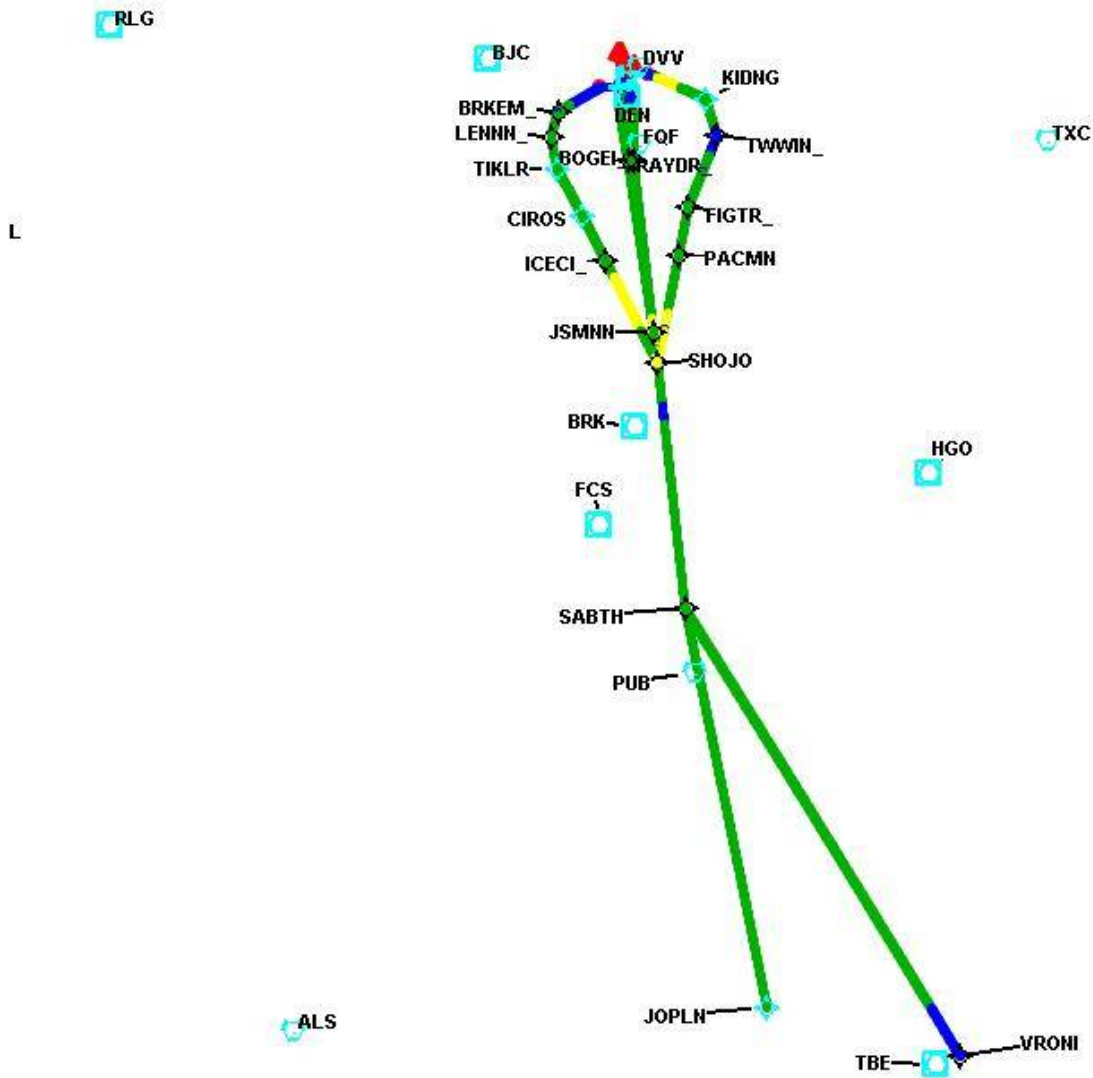 RLG
BJC
DVV
KIDNG
DEN
BRKEM_
LENNN_
FQF
TWWIN_
TXC
BOGEI_
RAYDR_
TIKLR
CIROS
FIGTR_
L
ICECI_
PACMN
JSMNN
SHOJO
BRK
HGO
FCS
SABTH
PUB
JOPLN
ALS
VRONI
TBE